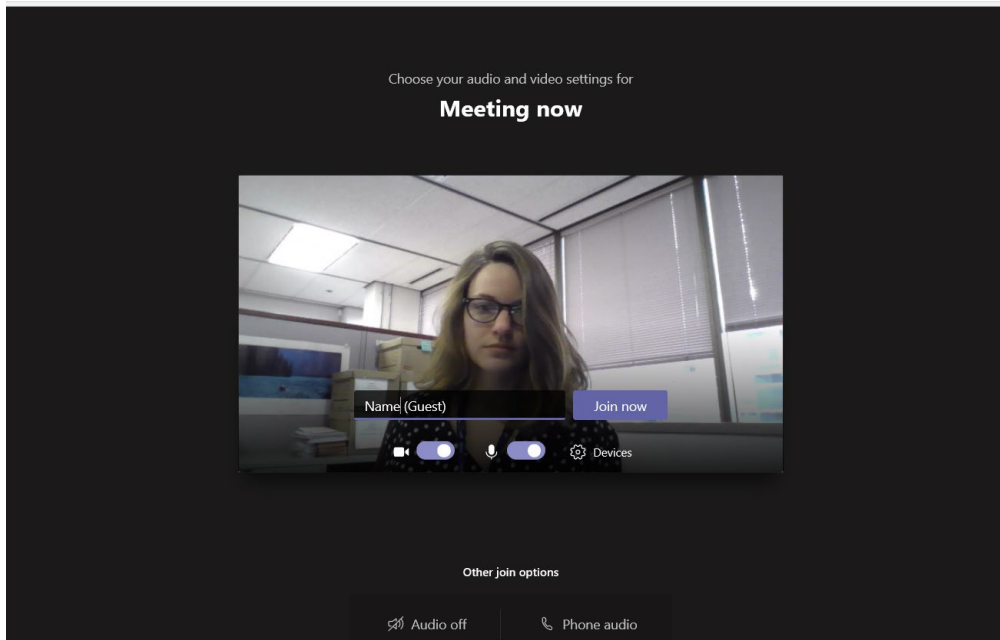 Choose your audio and video settings for
Meeting now
Name (Guest)
Join now
Devices
Other join options
Audio off
Phone audio